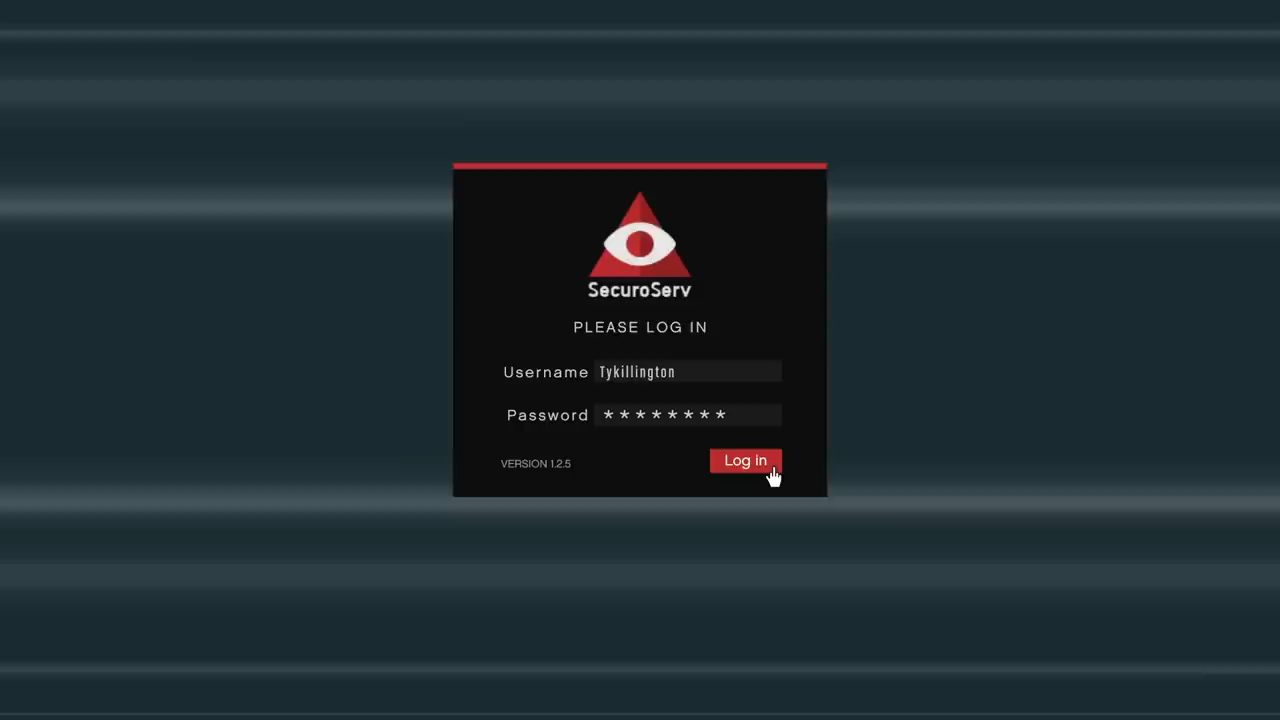 SecuroServ
PLEASE LOG IN
Username Tykillington
Password ********
VERSION 1.2.5 Log in